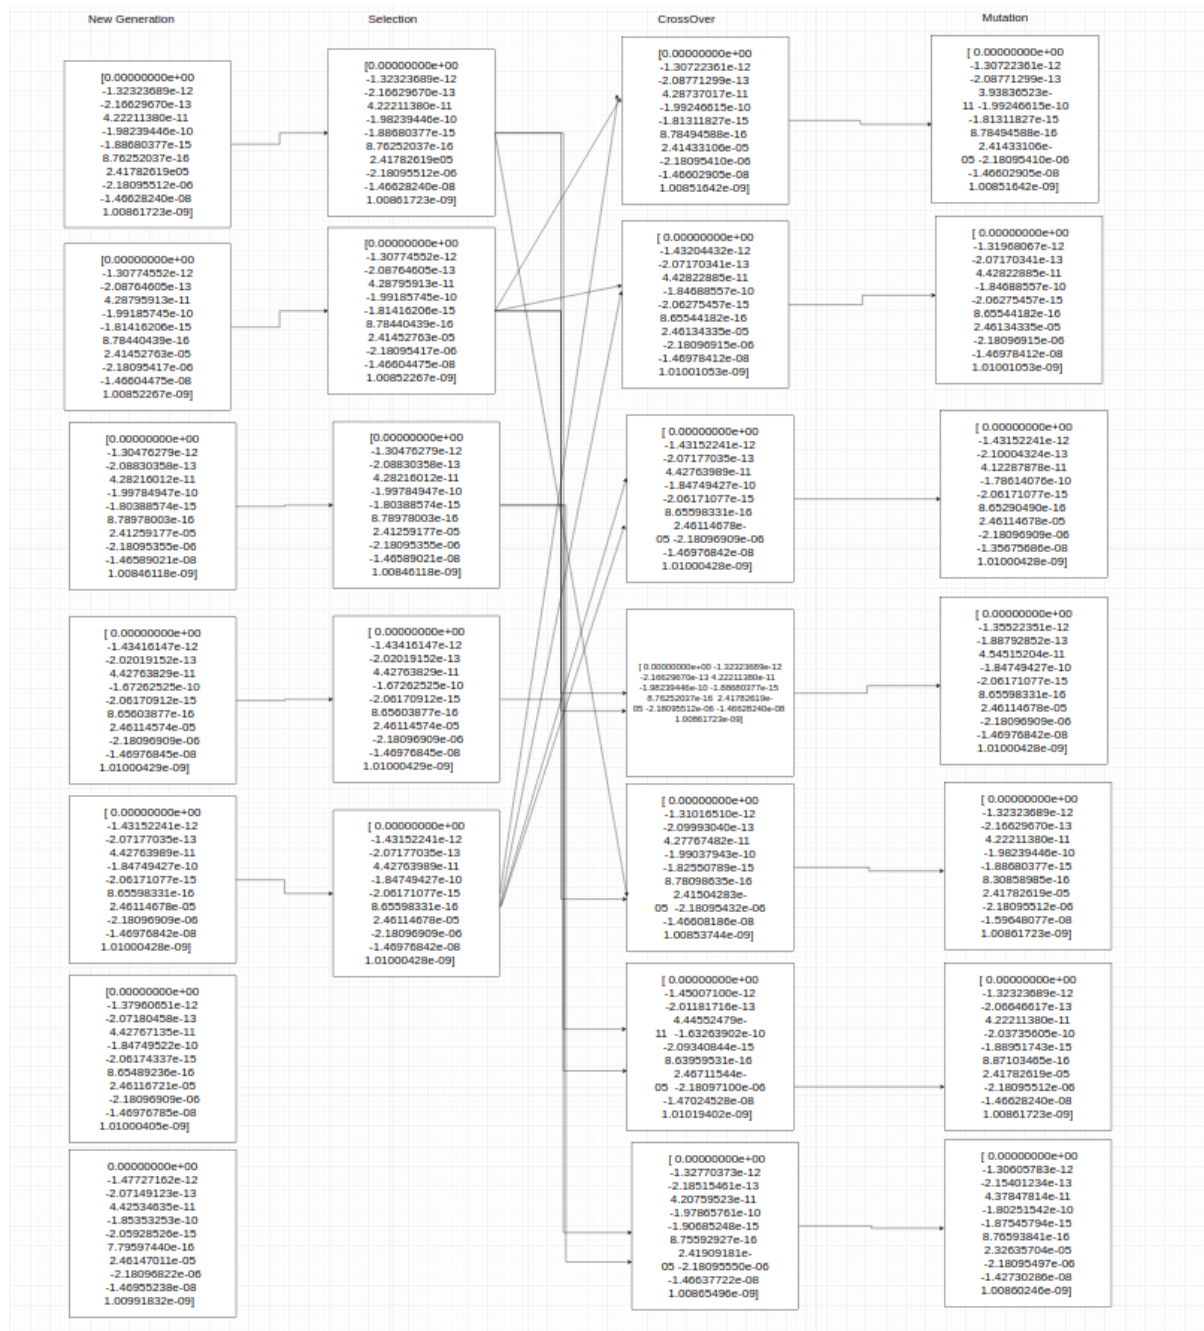 New Generation
Selection
CrossOver
Mutation
[0.00000000e+00
-1.32323689e-12
-2.16629670e-13
4.22211380e-11
-1.98239446e-10
-1.88680377e-15
8.76252037e-16
2.41782619e05
-2.18095512e-06
-1.46628240e-08
1.00861723e-09]
[0.00000000e+00
-1.30774552e-12
-2.08764605e-13
4.28795913e-11
-1.99185745e-10
-1.81416206e-15
8.78440439e-16
2.41452763e-05
-2.18095417e-06
-1.46604475e-08
1.00852267e-09]
[0.00000000e+00
-1.30476279e-12
-2.08830358e-13
4.28216012e-11
-1.99784947e-10
-1.80388574e-15
8.78978003e-16
2.41259177e-05
-2.18095355e-06
-1.46589021e-08
1.00846118e-09]
[ 0.00000000e+00
-1.43416147e-12
-2.02019152e-13
4.42763829e-11
-1.67262525e-10
-2.06170912e-15
8.65603877e-16
2.46114574e-05
-2.18096909e-06
-1.46976845e-08
1.01000429e-09]
[ 0.00000000e+00
-1.43152241e-12
-2.07177035e-13
4.42763989e-11
-1.84749427e-10
-2.06171077e-15
8.65598331e-16
2.46114678e-05
-2.18096909e-06
-1.46976842e-08
1.01000428e-09]
[0.00000000e+00
-1.37960651e-12
-2.07180458e-13
4.42767135e-11
-1.84749522e-10
-2.06174337e-15
8.65489236e-16
2.46116721e-05
-2.18096909e-06
-1.46976785e-08
1.01000405e-09]
0.00000000e+00
-1.47727162e-12
-2.07149123e-13
4.42534635e-11
-1.85353253e-10
-2.05928526e-15
7.79597440e-16
2.46147011e-05
-2.18096822e-06
-1.46955238e-08
1.00991832e-09]
[0.00000000e+00
-1.32323689e-12
-2.16629670e-13
4.22211380e-11
-1.98239446e-10
-1.88680377e-15
8.76252037e-16
2.41782619e05
-2.18095512e-06
-1.46628240e-08
1.00861723e-09]
[0.00000000e+00
-1.30774552e-12
-2.08764605e-13
4.28795913e-11
-1.99185745e-10
-1.81416206e-15
8.78440439e-16
2.41452763e-05
-2.18095417e-06
-1.46604475e-08
1.00852267e-09]
[0.00000000e+00
-1.30476279e-12
-2.08830358e-13
4.28216012e-11
-1.99784947e-10
-1.80388574e-15
8.78978003e-16
2.41259177e-05
-2.18095355e-06
-1.46589021e-08
1.00846118e-09]
[ 0.00000000e+00
-1.43416147e-12
-2.02019152e-13
4.42763829e-11
-1.67262525e-10
-2.06170912e-15
8.65603877e-16
2.46114574e-05
-2.18096909e-06
-1.46976845e-08
1.01000429e-09]
[ 0.00000000e+00
-1.43152241e-12
-2.07177035e-13
4.42763989e-11
-1.84749427e-10
-2.06171077e-15
8.65598331e-16
2.46114678e-05
-2.18096909e-06
-1.46976842e-08
1.01000428e-09]
[ 0.00000000e+00
-1.30722361e-12
-2.08771299e-13
4.28737017e-11
-1.99246615e-10
-1.81311827e-15
8.78494588e-16
2.41433106e-05
-2.18095410e-06
-1.46602905e-08
1.00851642e-09]
[ 0.00000000e+00
-1.43204432e-12
-2.07170341e-13
4.42822885e-11
-1.84688557e-10
-2.06275457e-15
8.65544182e-16
2.46134335e-05
-2.18096915e-06
-1.46978412e-08
1.01001053e-09]
[ 0.00000000e+00
-1.43152241e-12
-2.07177035e-13
4.42763989e-11
-1.84749427e-10
-2.06171077e-15
8.65598331e-16
2.46114678e-
05 -2.18096909e-06
-1.46976842e-08
1.01000428e-09]
[ 0.00000000e+00 -1.32323689e-12
-2.16629670e-13 4.22211380e-11
-1.98239446e-10 -1.88680377e-15
8.76252037e-16 2.41782619e-
05 -2.18095512e-06 -1.46628240e-08
1.00861723e-09]
[ 0.00000000e+00
-1.31016510e-12
-2.09993040e-13
4.27767482e-11
-1.99037943e-10
-1.82550789e-15
8.78098635e-16
2.41504283e-
05 -2.18095432e-06
-1.46608186e-08
1.00853744e-09]
[ 0.00000000e+00
-1.45007100e-12
-2.01181716e-13
4.44552479e-
11 -1.63263902e-10
-2.09340844e-15
8.63959531e-16
2.46711544e-
05 -2.18097100e-06
-1.47024528e-08
1.01019402e-09]
[ 0.00000000e+00
-1.32770373e-12
-2.18515461e-13
4.20759523e-11
-1.97865761e-10
-1.90685248e-15
8.75592927e-16
2.41909181e-
05 -2.18095550e-06
-1.46637722e-08
1.00865496e-09]
[ 0.00000000e+00
-1.30722361e-12
-2.08771299e-13
3.93836523e-
11 -1.99246615e-10
-1.81311827e-15
8.78494588e-16
2.41433106e-
05 -2.18095410e-06
-1.46602905e-08
1.00851642e-09]
[ 0.00000000e+00
-1.31968067e-12
-2.07170341e-13
4.42822885e-11
-1.84688557e-10
-2.06275457e-15
8.65544182e-16
2.46134335e-05
-2.18096915e-06
-1.46978412e-08
1.01001053e-09]
[ 0.00000000e+00
-1.43152241e-12
-2.10004324e-13
4.12287878e-11
-1.78614076e-10
-2.06171077e-15
8.65290490e-16
2.46114678e-05
-2.18096909e-06
-1.35675686e-08
1.01000428e-09]
[ 0.00000000e+00
-1.35522351e-12
-1.88792852e-13
4.54515204e-11
-1.84749427e-10
-2.06171077e-15
8.65598331e-16
2.46114678e-05
-2.18096909e-06
-1.46976842e-08
1.01000428e-09]
[ 0.00000000e+00
-1.32323689e-12
-2.16629670e-13
4.22211380e-11
-1.98239446e-10
-1.88680377e-15
8.30858985e-16
2.41782619e-05
-2.18095512e-06
-1.59648077e-08
1.00861723e-09]
[ 0.00000000e+00
-1.32323689e-12
-2.06646617e-13
4.22211380e-11
-2.03735605e-10
-1.88951743e-15
8.87103465e-16
2.41782619e-05
-2.18095512e-06
-1.46628240e-08
1.00861723e-09]
[ 0.00000000e+00
-1.30605783e-12
-2.15401234e-13
4.37847814e-11
-1.80251542e-10
-1.87545794e-15
8.76593841e-16
2.32635704e-05
-2.18095497e-06
-1.42730286e-08
1.00860246e-09]